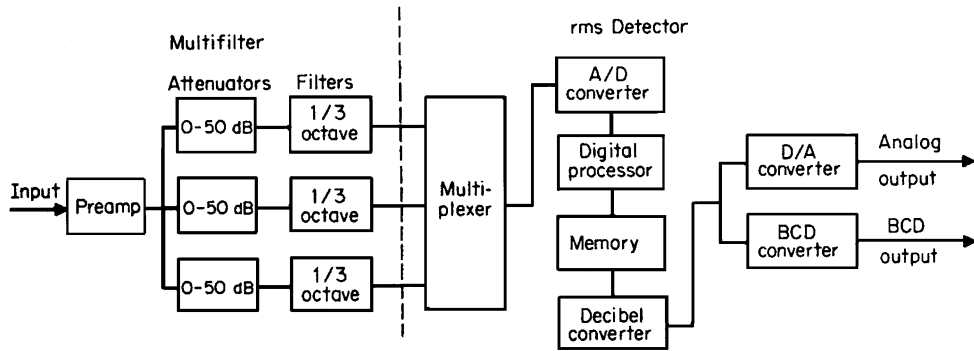 Multifilter
rms Detector
Attenuators
Filters
0-50 dB
1/3
octave
0-50 dB
1/3
octave
0-50 dB
1/3
octave
Input
Preamp
Multi-
plexer
A/D
converter
Digital
processor
Memory
Decibel
converter
D/A
converter
Analog
output
BCD
converter
BCD
output